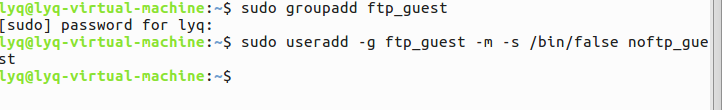 lyq@lyq-virtual-machine:~$ sudo groupadd ftp_guest
[sudo] password for lyq:
lyq@lyq-virtual-machine:~$ sudo useradd -g ftp_guest -m -s /bin/false noftp_gue
st
lyq@lyq-virtual-machine:~$